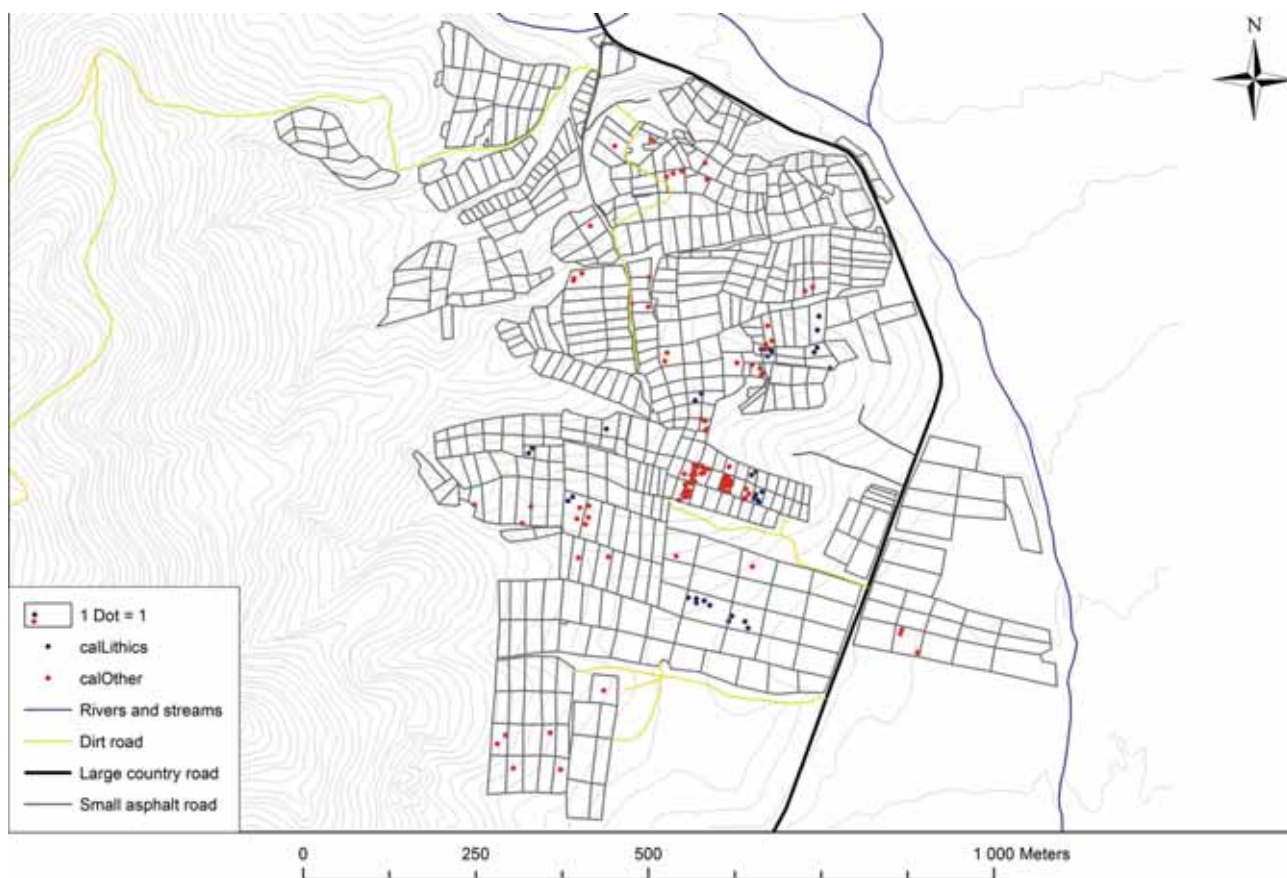 N
1 Dot = 1
calLithics
calOther
Rivers and streams
Dirt road
Large country road
Small asphalt road
0 250 500 1 000 Meters